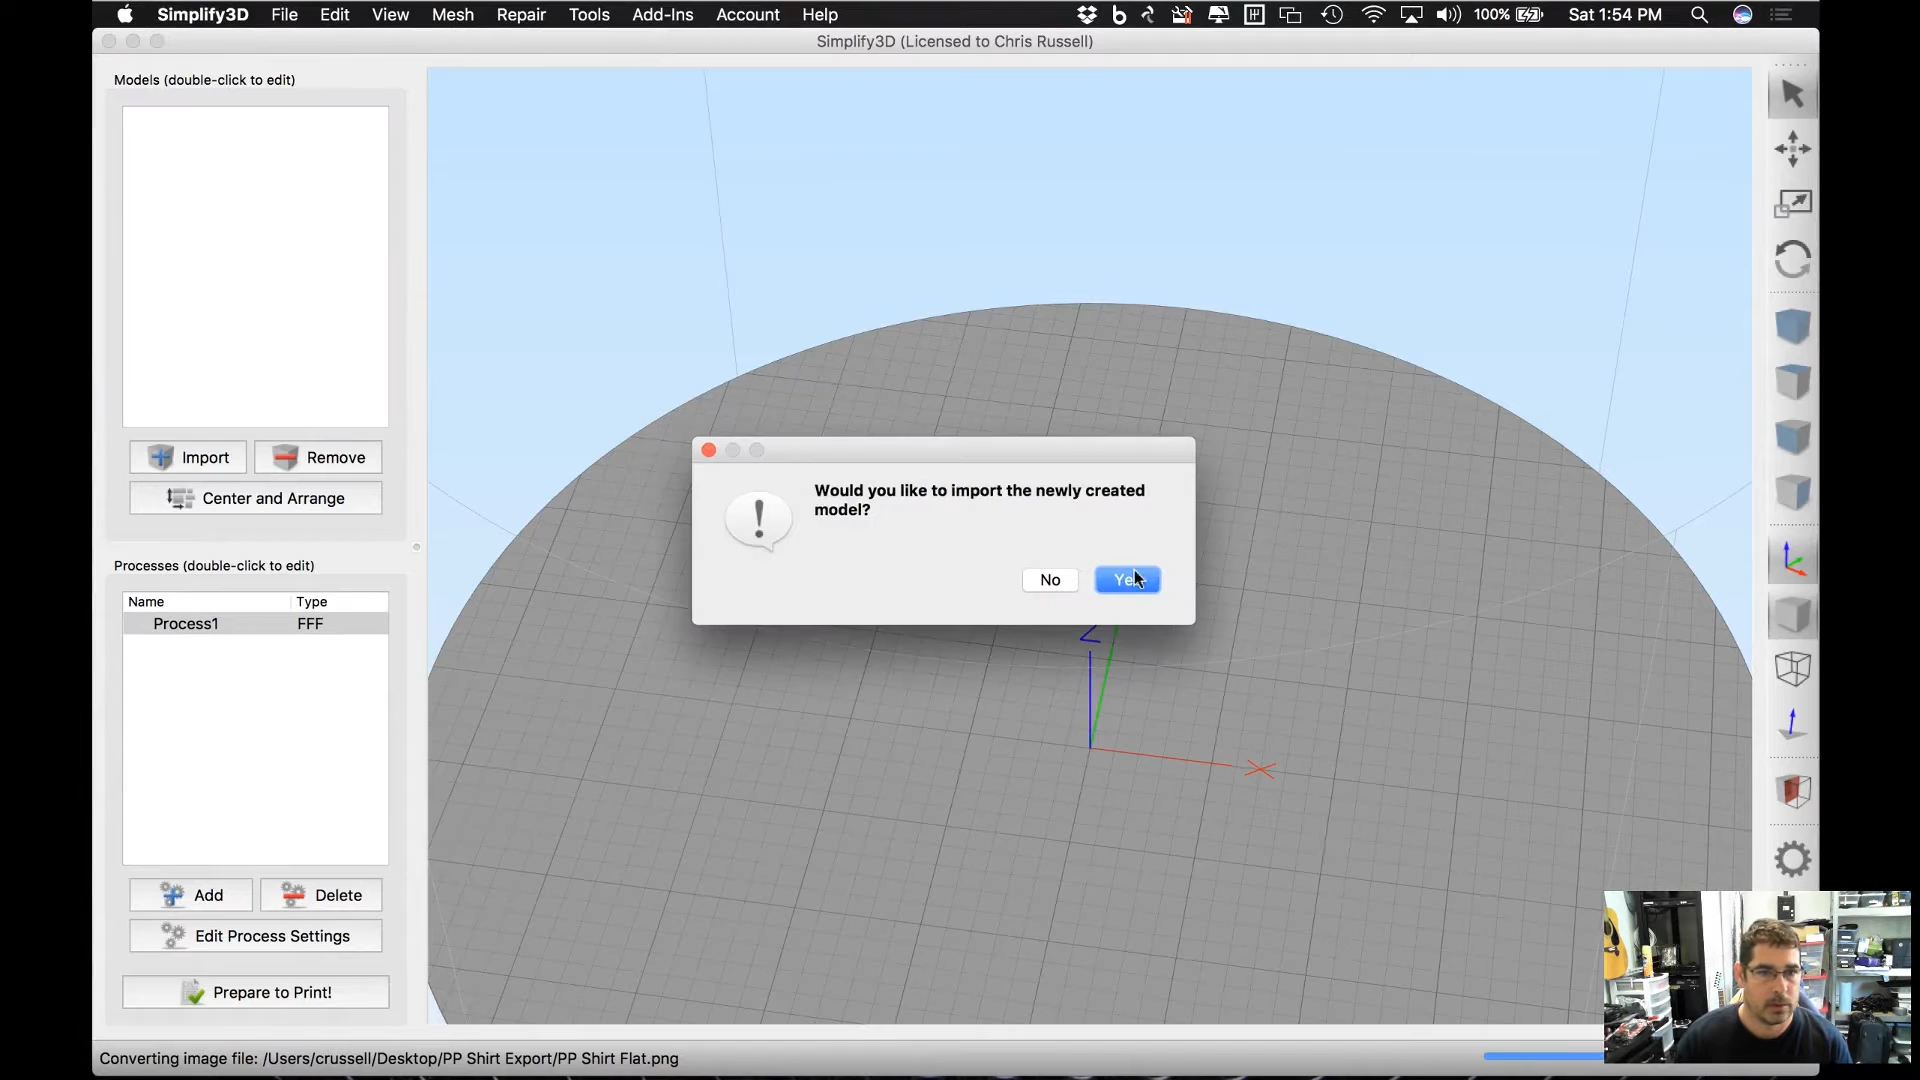 Simplify3D File Edit View Mesh Repair Tools Add-Ins Account Help 100% Sat 1:54 PM
Simplify3D (Licensed to Chris Russell)
Models (double-click to edit)
Import Remove
Center and Arrange
Would you like to import the newly created
model?
No Yes
Processes (double-click to edit)
Name Type
Process1 FFF
Add Delete
Edit Process Settings
Prepare to Print!
Converting image file: /Users/crussell/Desktop/PP Shirt Export/PP Shirt Flat.png